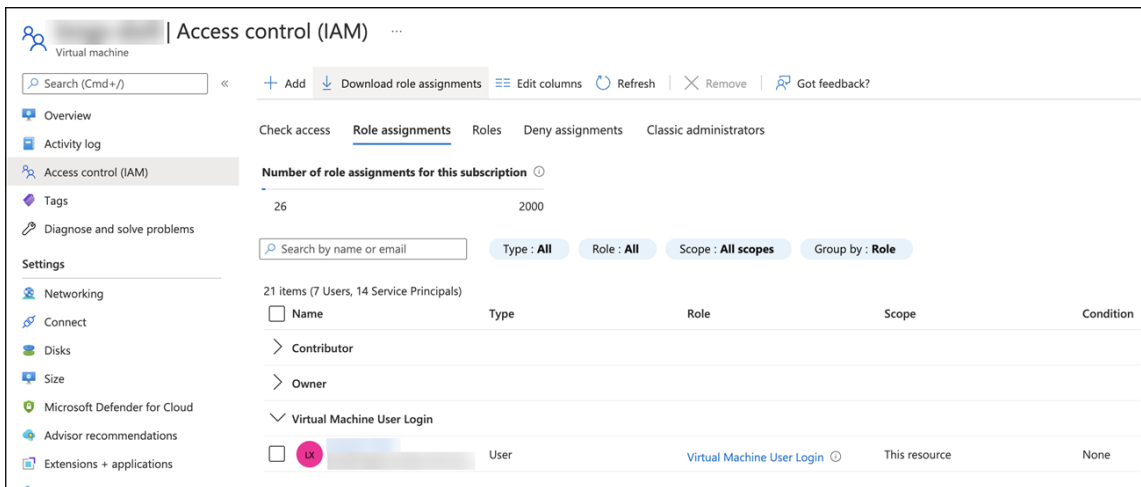 | Access control (IAM) ...
Virtual machine
Search (Cmd+/)
«
Add
Download role assignments
Edit columns
Refresh
Remove
Got feedback?
Overview
Activity log
Access control (IAM)
Tags
Diagnose and solve problems
Settings
Networking
Connect
Disks
Size
Microsoft Defender for Cloud
Advisor recommendations
Extensions + applications
Check access Role assignments Roles Deny assignments Classic administrators
Number of role assignments for this subscription
26 2000
Search by name or email
Type : All
Role : All
Scope : All scopes
Group by : Role
21 items (7 Users, 14 Service Principals)
Name Type Role Scope Condition
Contributor
Owner
Virtual Machine User Login
LX User Virtual Machine User Login This resource None